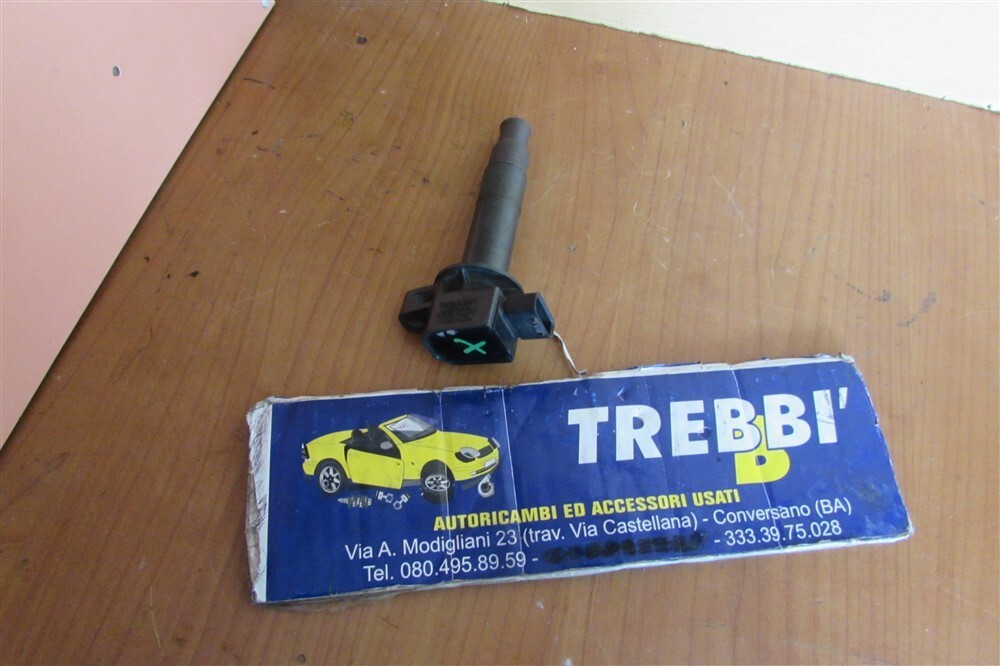 TREBBI'
B
AUTORICAMBI ED ACCESSORI USATI
Via A. Modigliani 23 (trav. Via Castellana) - Conversano (BA)
Tel. 080.495.89.59 - - 333.39.75.028